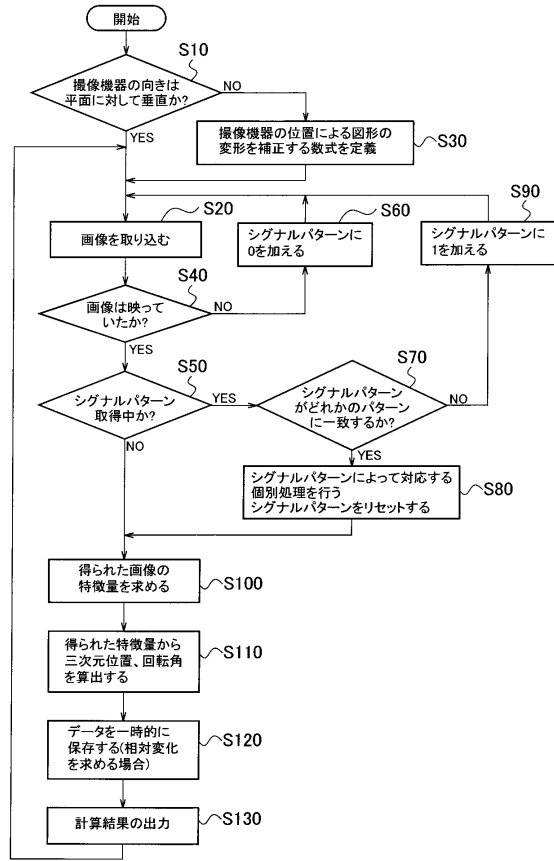 開始
S10
撮像機器の向きは
平面に対して垂直か?
NO
YES
撮像機器の位置による図形の
変形を補正する数式を定義
S30
S20
画像を取り込む
S60
シグナルパターンに
0を加える
S90
シグナルパターンに
1を加える
S40
画像は映って
いたか?
NO
YES
S50
シグナルパターン
取得中か?
YES
NO
S70
シグナルパターン
がどれかのパターン
に一致するか?
NO
YES
シグナルパターンによって対応する
個別処理を行う
シグナルパターンをリセットする
S80
得られた画像の
特徴量を求める
S100
得られた特徴量から
三次元位置、回転角
を算出する
S110
データを一時的に
保存する(相対変化
を求める場合)
S120
計算結果の出力
S130